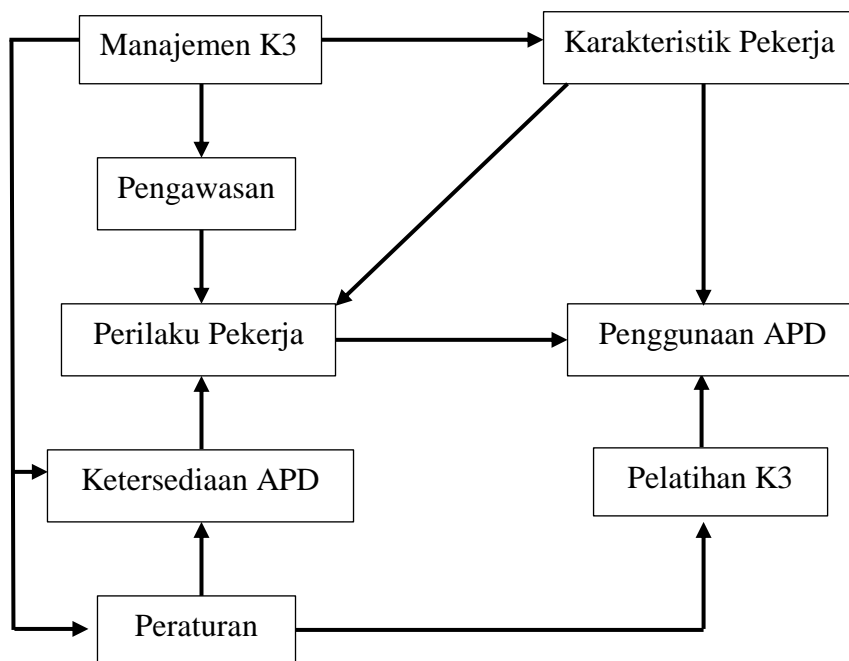 Manajemen K3
Karakteristik Pekerja
Pengawasan
Perilaku Pekerja
Penggunaan APD
Ketersediaan APD
Pelatihan K3
Peraturan